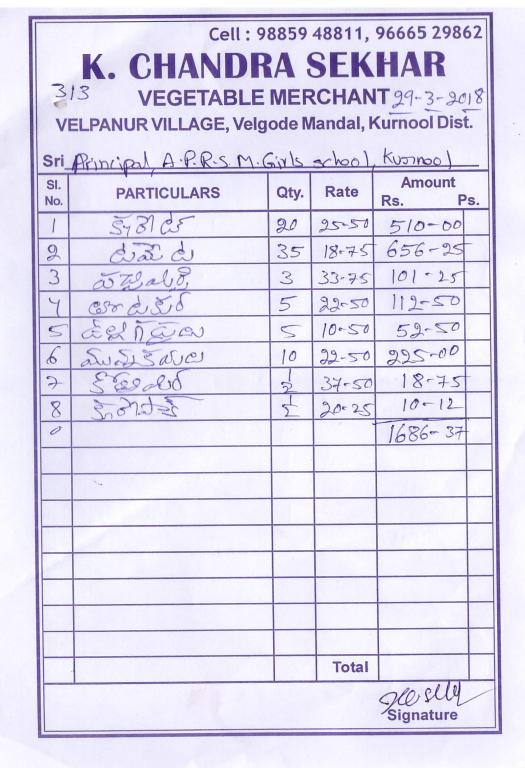 Cell : 98859 48811, 96665 29862
K. CHANDRA SEKHAR
313
VEGETABLE MERCHANT 29-3-2018
VELPANUR VILLAGE, Velgode Mandal, Kurnool Dist.
Sri Principal, A.P.R.S M.Girls school, Kurnool
Sl. No. PARTICULARS Qty. Rate Amount Rs. Ps.
1 క్యారెట్ 20 25-50 510-00
2 టమేట 35 18-75 656-25
3 పచ్చిమిర్చి 3 33-75 101-25
4 5 22-50 112-50
5 ఉల్లిగడ్డలు 5 10-50 52-50
6 మునక్కాయలు 10 22-50 225-00
7 కొత్తిమీర ½ 37-50 18-75
8 ½ 20-25 10-12
1686-37
Total
Signature